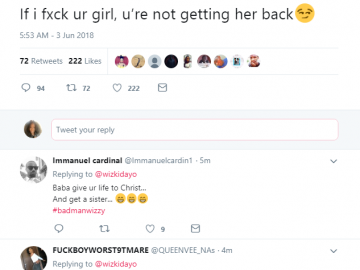 If i fxck ur girl, u're not getting her back😏
5:53 AM - 3 Jun 2018
72 Retweets 222 Likes
94 72 222
Tweet your reply
Immanuel cardinal @Immanuelcardin1 · 5m
Replying to @wizkidayo
Baba give ur life to Christ...
And get a sister... 😁😁😁
#badmanwizzy
9
FUCKBOYWORST9TMARE @QUEENVEE_NAs · 4m
Replying to @wizkidayo